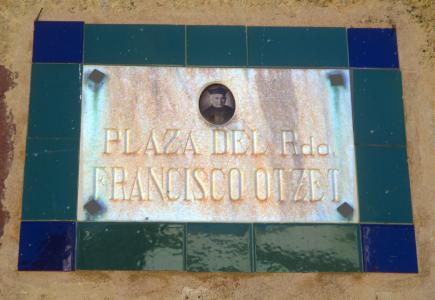 PLAZA DEL Rdo.
FRANCISCO OTZET